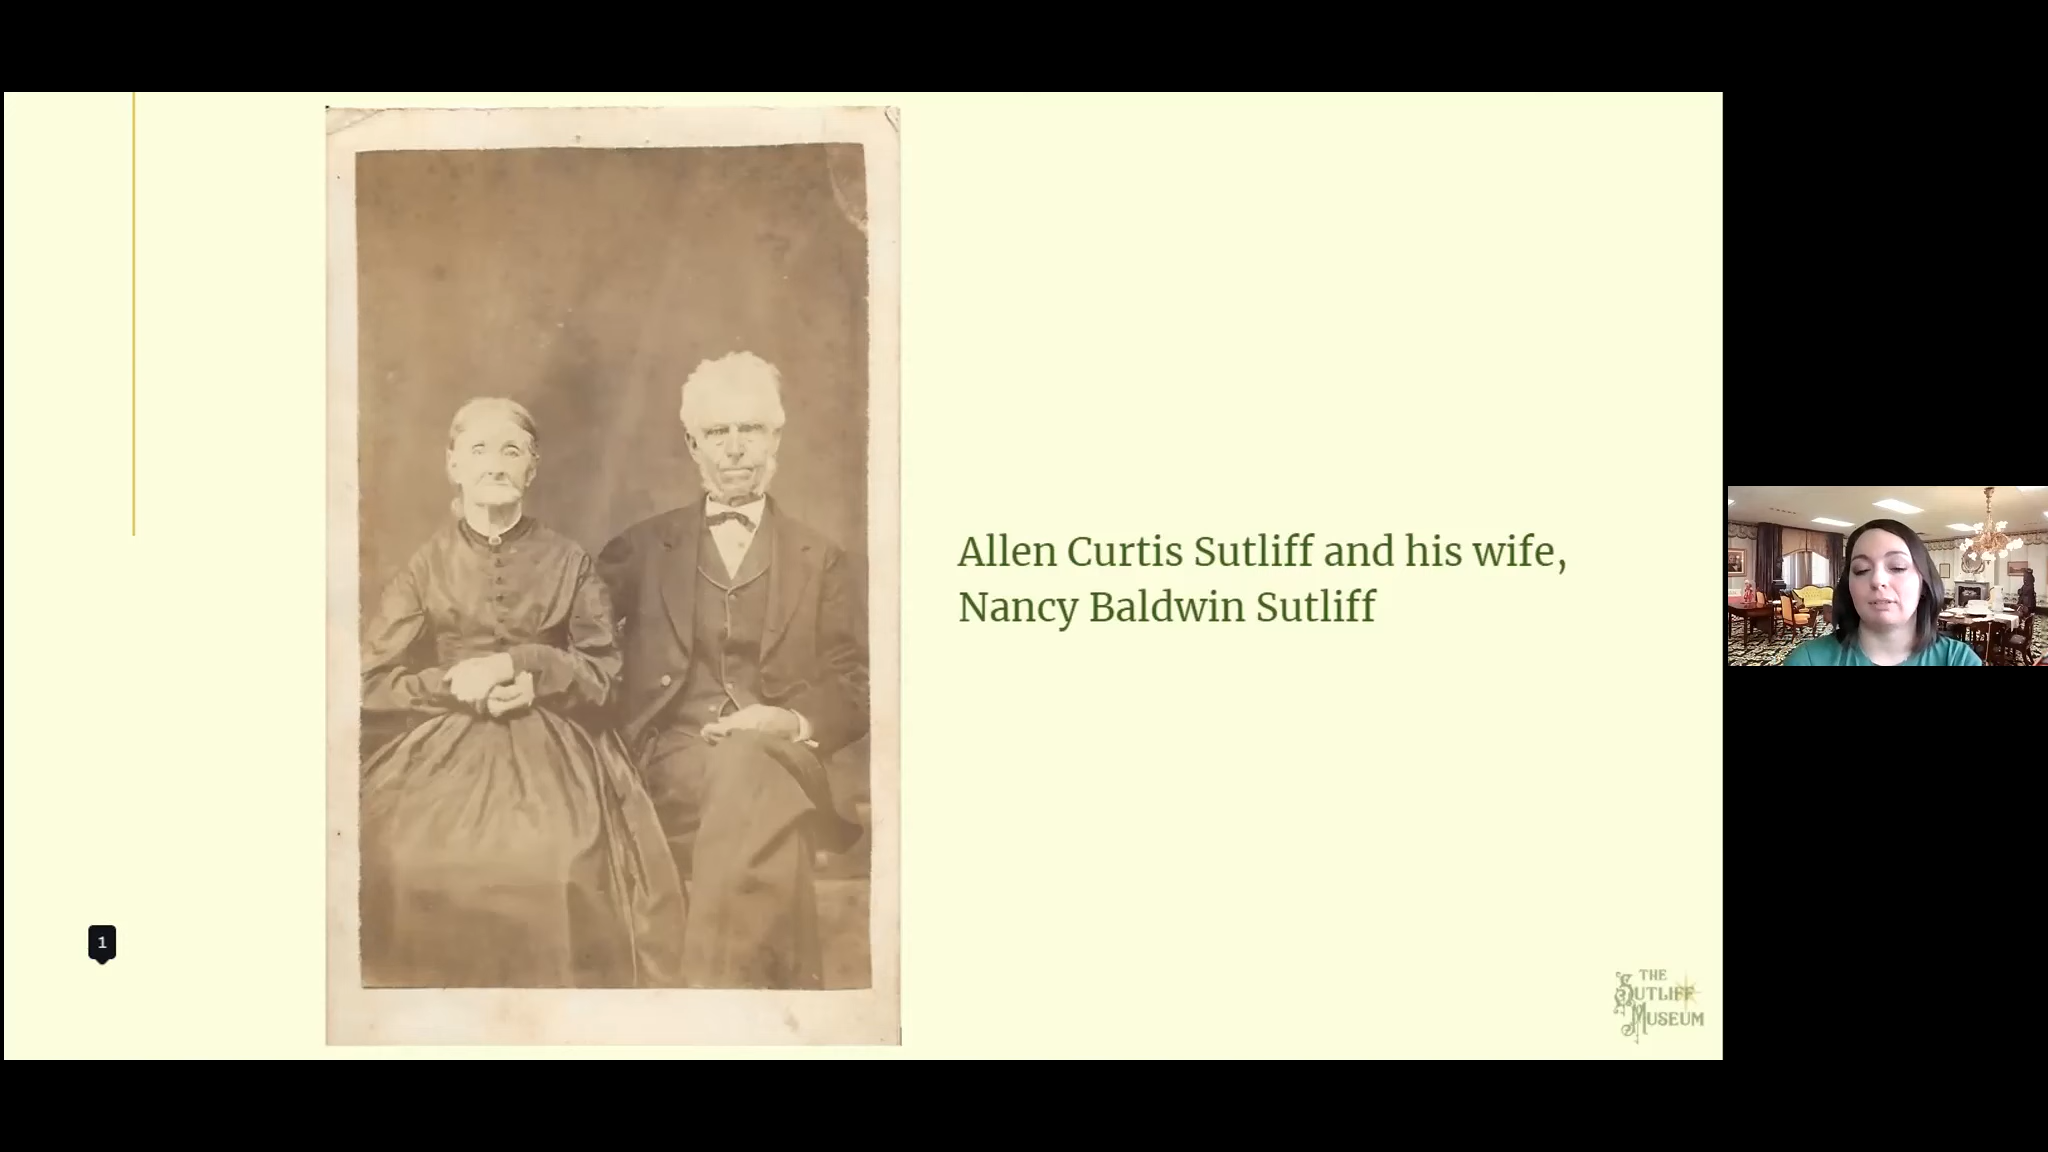 Allen Curtis Sutliff and his wife,
Nancy Baldwin Sutliff
1
THE
SUTLIFF
MUSEUM